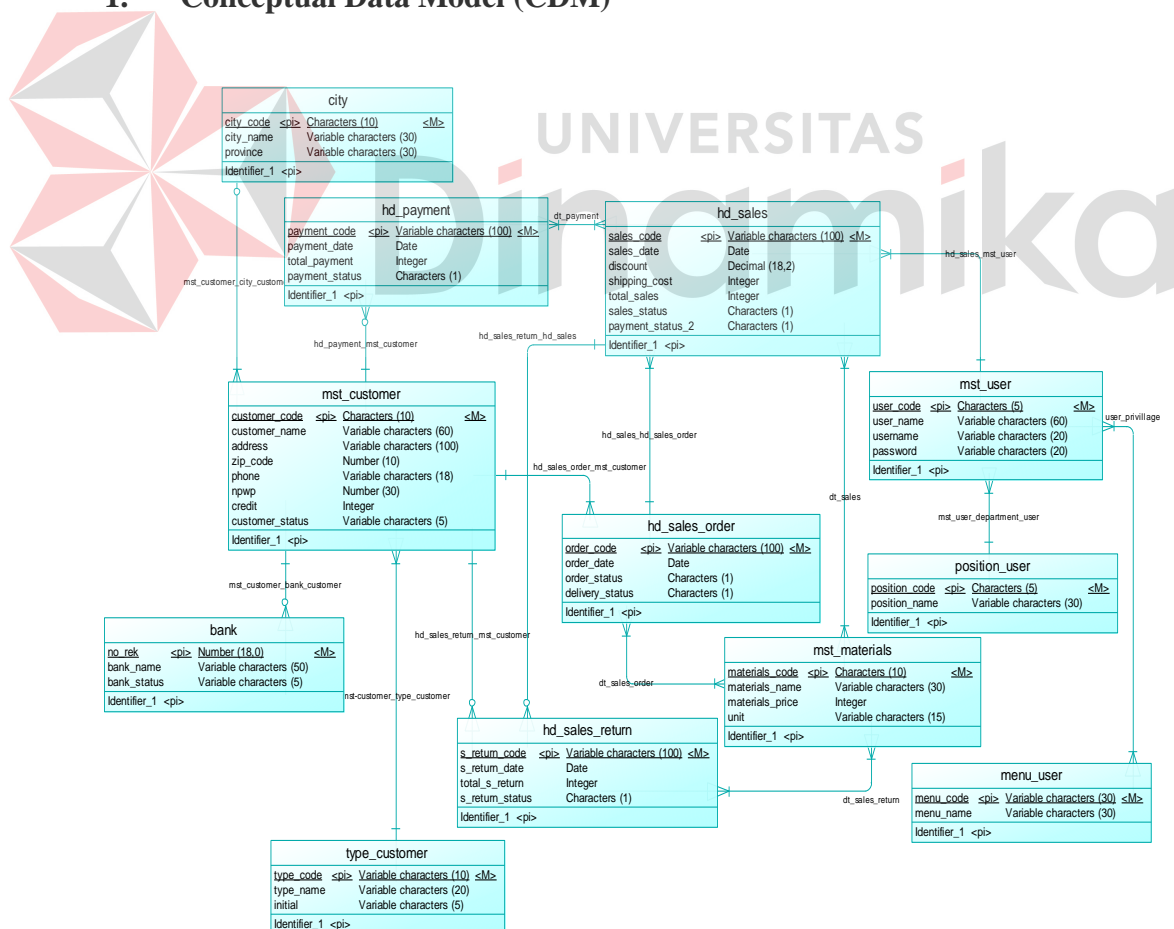 1. Conceptual Data Model (CDM)
UNIVERSITAS
Dinamika
city
city_code <pi> Characters (10) <M>
city_name Variable characters (30)
province Variable characters (30)
Identifier_1 <pi>
hd_payment
payment_code <pi> Variable characters (100) <M>
payment_date Date
total_payment Integer
payment_status Characters (1)
Identifier_1 <pi>
dt_payment
hd_sales
sales_code <pi> Variable characters (100) <M>
sales_date Date
discount Decimal (18,2)
shipping_cost Integer
total_sales Integer
sales_status Characters (1)
payment_status_2 Characters (1)
Identifier_1 <pi>
hd_sales_mst_user
mst_customer_city_custom
hd_payment_mst_customer
hd_sales_return_hd_sales
mst_customer
customer_code <pi> Characters (10) <M>
customer_name Variable characters (60)
address Variable characters (100)
zip_code Number (10)
phone Variable characters (18)
npwp Number (30)
credit Integer
customer_status Variable characters (5)
Identifier_1 <pi>
mst_user
user_code <pi> Characters (5) <M>
user_name Variable characters (60)
username Variable characters (20)
password Variable characters (20)
Identifier_1 <pi>
user_privillage
hd_sales_hd_sales_order
hd_sales_order_mst_customer
dt_sales
mst_user_department_user
hd_sales_order
order_code <pi> Variable characters (100) <M>
order_date Date
order_status Characters (1)
delivery_status Characters (1)
Identifier_1 <pi>
position_user
position_code <pi> Characters (5) <M>
position_name Variable characters (30)
Identifier_1 <pi>
mst_customer_bank_customer
bank
no_rek <pi> Number (18,0) <M>
bank_name Variable characters (50)
bank_status Variable characters (5)
Identifier_1 <pi>
hd_sales_return_mst_customer
mst_materials
materials_code <pi> Characters (10) <M>
materials_name Variable characters (30)
materials_price Integer
unit Variable characters (15)
Identifier_1 <pi>
dt_sales_order
nst-customer_type_customer
hd_sales_return
s_return_code <pi> Variable characters (100) <M>
s_return_date Date
total_s_return Integer
s_return_status Characters (1)
Identifier_1 <pi>
dt_sales_return
menu_user
menu_code <pi> Variable characters (30) <M>
menu_name Variable characters (30)
Identifier_1 <pi>
type_customer
type_code <pi> Variable characters (10) <M>
type_name Variable characters (20)
initial Variable characters (5)
Identifier_1 <pi>